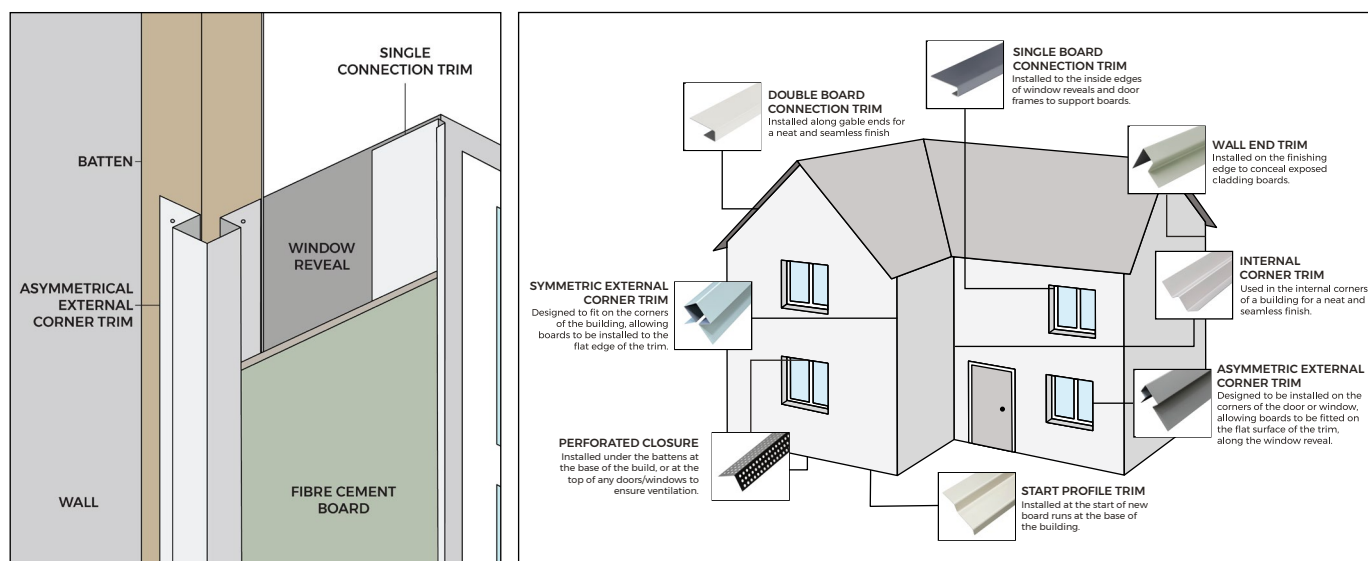 SINGLE
CONNECTION TRIM
BATTEN
WINDOW
REVEAL
ASYMMETRICAL
EXTERNAL
CORNER TRIM
WALL
FIBRE CEMENT
BOARD
SINGLE BOARD
CONNECTION TRIM
Installed to the inside edges
of window reveals and door
frames to support boards.
DOUBLE BOARD
CONNECTION TRIM
Installed along gable ends for
a neat and seamless finish
WALL END TRIM
Installed on the finishing
edge to conceal exposed
cladding boards.
SYMMETRIC EXTERNAL
CORNER TRIM
Designed to fit on the corners
of the building, allowing
boards to be installed to the
flat edge of the trim.
INTERNAL
CORNER TRIM
Used in the internal corners
of a building for a neat and
seamless finish.
ASYMMETRIC EXTERNAL
CORNER TRIM
Designed to be installed on the
corners of the door or window,
allowing boards to be fitted on
the flat surface of the trim,
along the window reveal.
PERFORATED CLOSURE
Installed under the battens at
the base of the build, or at the
top of any doors/windows to
ensure ventilation.
START PROFILE TRIM
Installed at the start of new
board runs at the base of
the building.